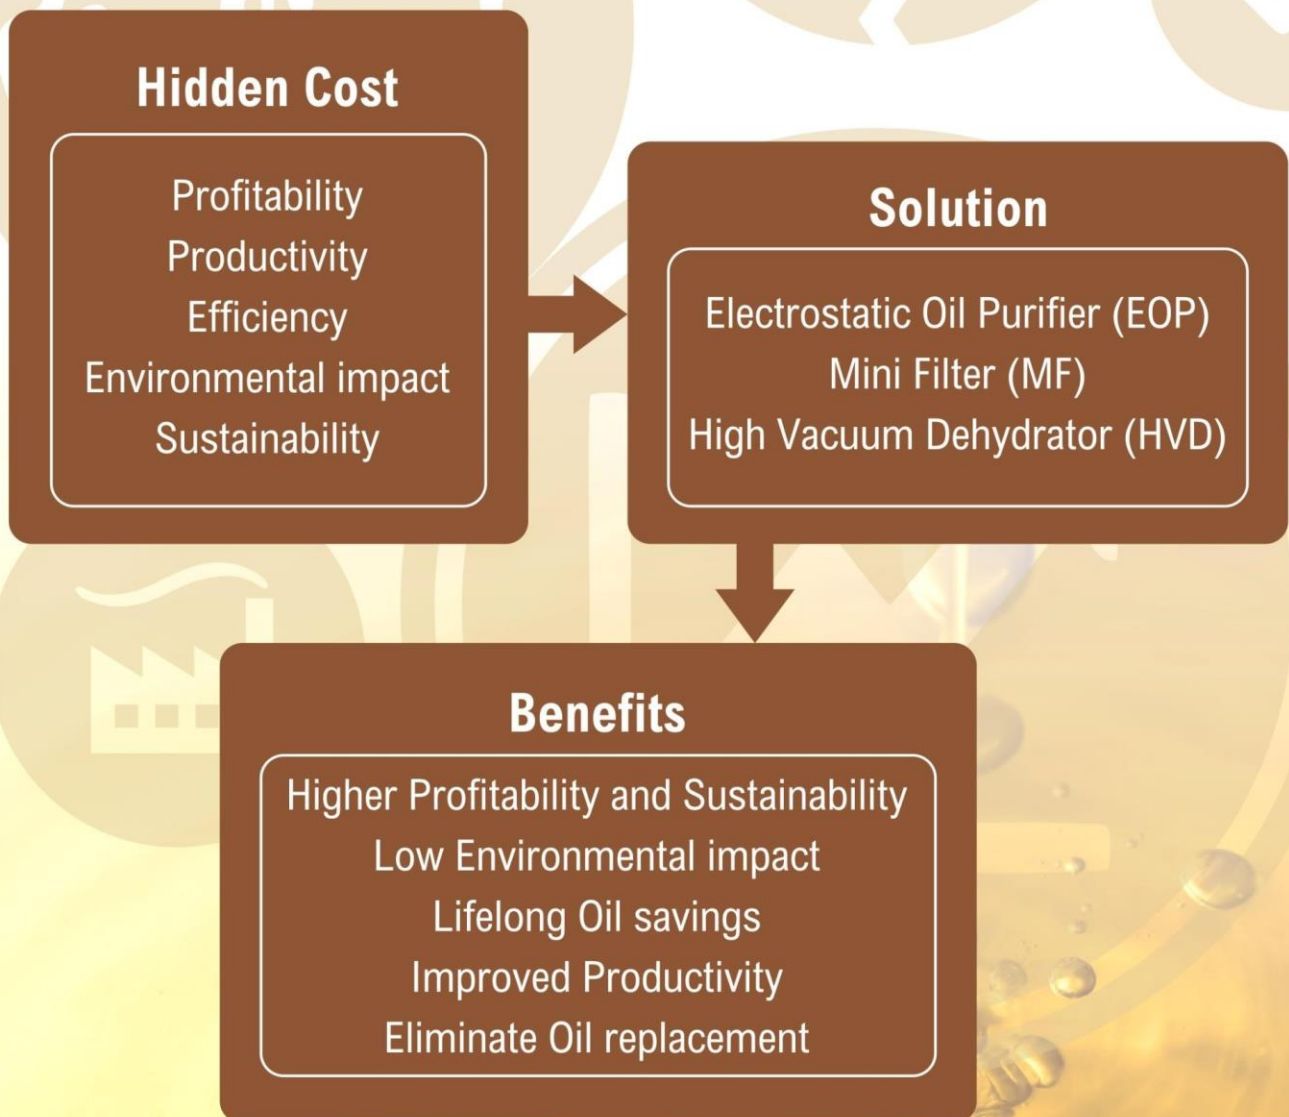 Hidden Cost
Profitability
Productivity
Efficiency
Environmental impact
Sustainability
Solution
Electrostatic Oil Purifier (EOP)
Mini Filter (MF)
High Vacuum Dehydrator (HVD)
Benefits
Higher Profitability and Sustainability
Low Environmental impact
Lifelong Oil savings
Improved Productivity
Eliminate Oil replacement